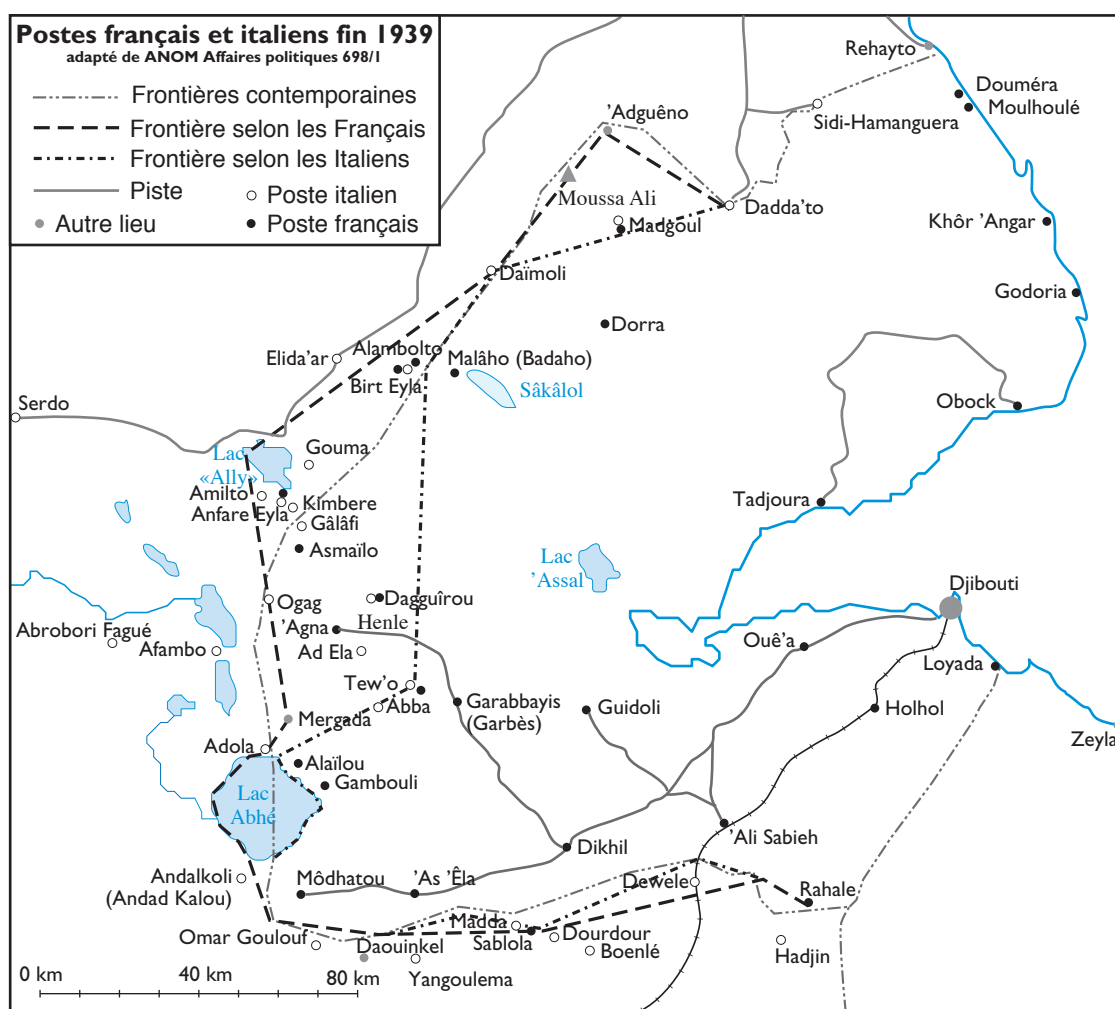 Postes français et italiens fin 1939
adapté de ANOM Affaires politiques 698/1
Frontières contemporaines
Frontière selon les Français
Frontière selon les Italiens
Piste
Poste italien
Autre lieu
Poste français
Rehayto
Douméra
Moulhoulé
Sidi-Hamanguera
'Adguêno
Moussa Ali
Madgoul
Dadda'to
Khôr 'Angar
Daïmoli
Godoria
Dorra
Elida'ar
Alambolto
Birt Eyla
Malâho (Badaho)
Sâkâlol
Serdo
Obock
Lac
«Ally»
Gouma
Amilto
Kimbere
Anfare Eyla
Gâlâfi
Tadjoura
Asmaïlo
Lac
'Assal
Djibouti
Ogag
Dagguîrou
'Agna
Henle
Abrobori Fagué
Afambo
Ad Ela
Ouê'a
Loyada
Tew'o
Abba
Garabbayis
(Garbès)
Guidoli
Holhol
Mergada
Zeyla
Adola
Alaïlou
Gambouli
Lac
Abhé
'Ali Sabieh
Dikhil
Andalkoli
(Andad Kalou)
Môdhatou
'As 'Êla
Dewele
Rahale
Madda
Sablola
Dourdour
Boenlé
Omar Goulouf
Daouinkel
Yangoulema
Hadjin
0 km
40 km
80 km